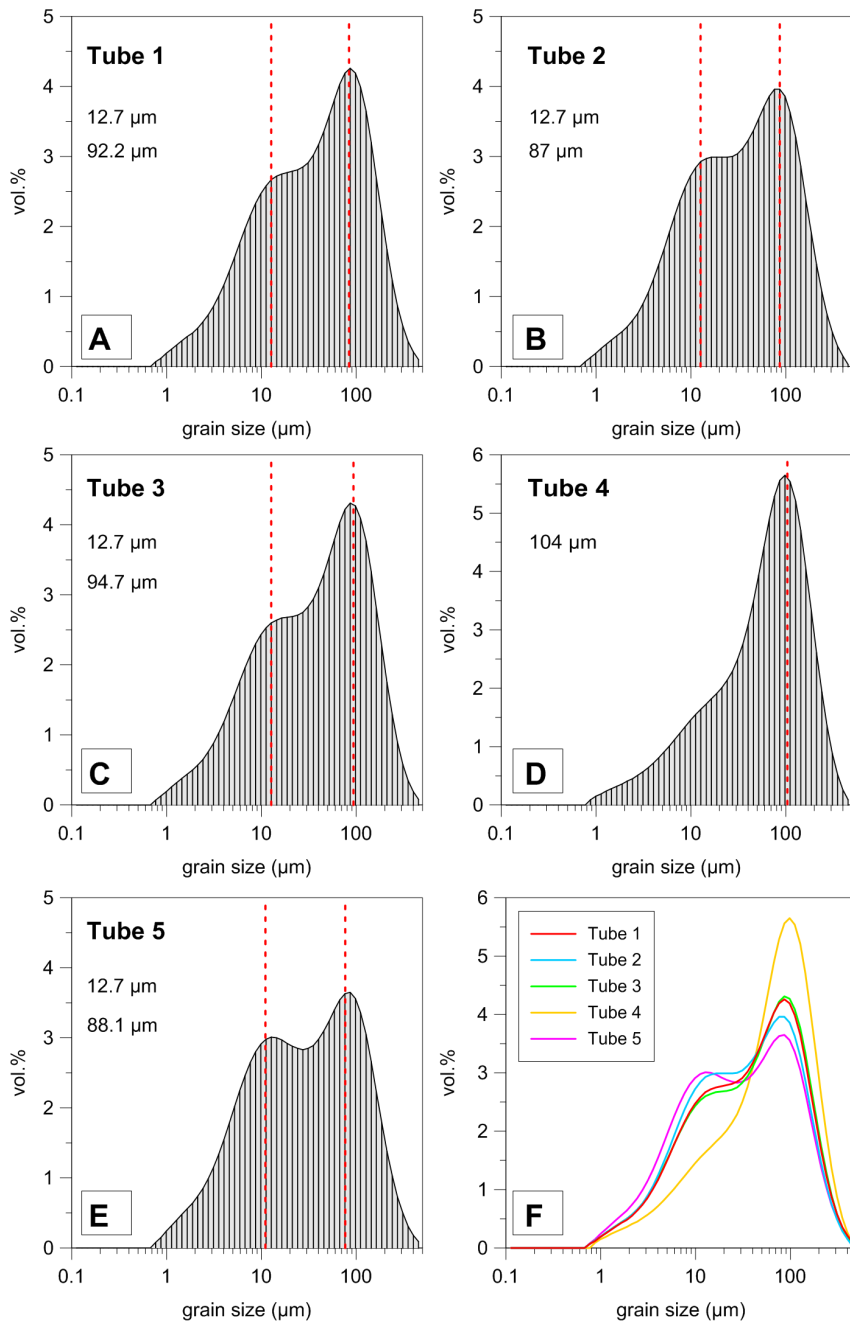 Tube 1
12.7 µm
92.2 µm
A
vol.%
5
4
3
2
1
0
0.1 1 10 100
grain size (µm)
Tube 2
12.7 µm
87 µm
B
vol.%
5
4
3
2
1
0
0.1 1 10 100
grain size (µm)
Tube 3
12.7 µm
94.7 µm
C
vol.%
5
4
3
2
1
0
0.1 1 10 100
grain size (µm)
Tube 4
104 µm
D
vol.%
6
5
4
3
2
1
0
0.1 1 10 100
grain size (µm)
Tube 5
12.7 µm
88.1 µm
E
vol.%
5
4
3
2
1
0
0.1 1 10 100
grain size (µm)
Tube 1
Tube 2
Tube 3
Tube 4
Tube 5
F
vol.%
6
5
4
3
2
1
0
0.1 1 10 100
grain size (µm)